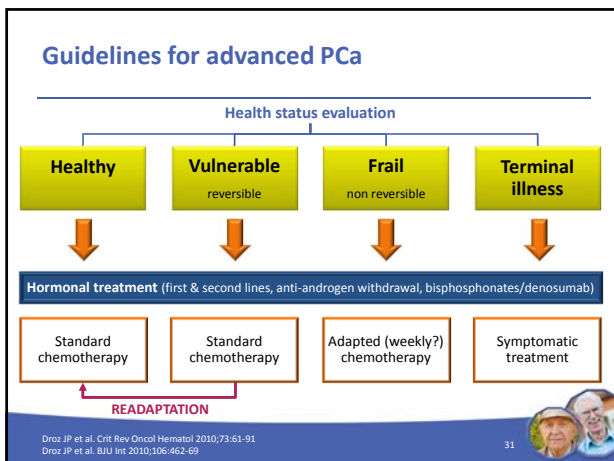 Guidelines for advanced PCa
Health status evaluation
Healthy
Vulnerable
reversible
Frail
non reversible
Terminal
illness
Hormonal treatment (first & second lines, anti-androgen withdrawal, bisphosphonates/denosumab)
Standard
chemotherapy
Standard
chemotherapy
Adapted (weekly?)
chemotherapy
Symptomatic
treatment
READAPTATION
Droz JP et al. Crit Rev Oncol Hematol 2010;73:61-91
Droz JP et al. BJU Int 2010;106:462-69
31